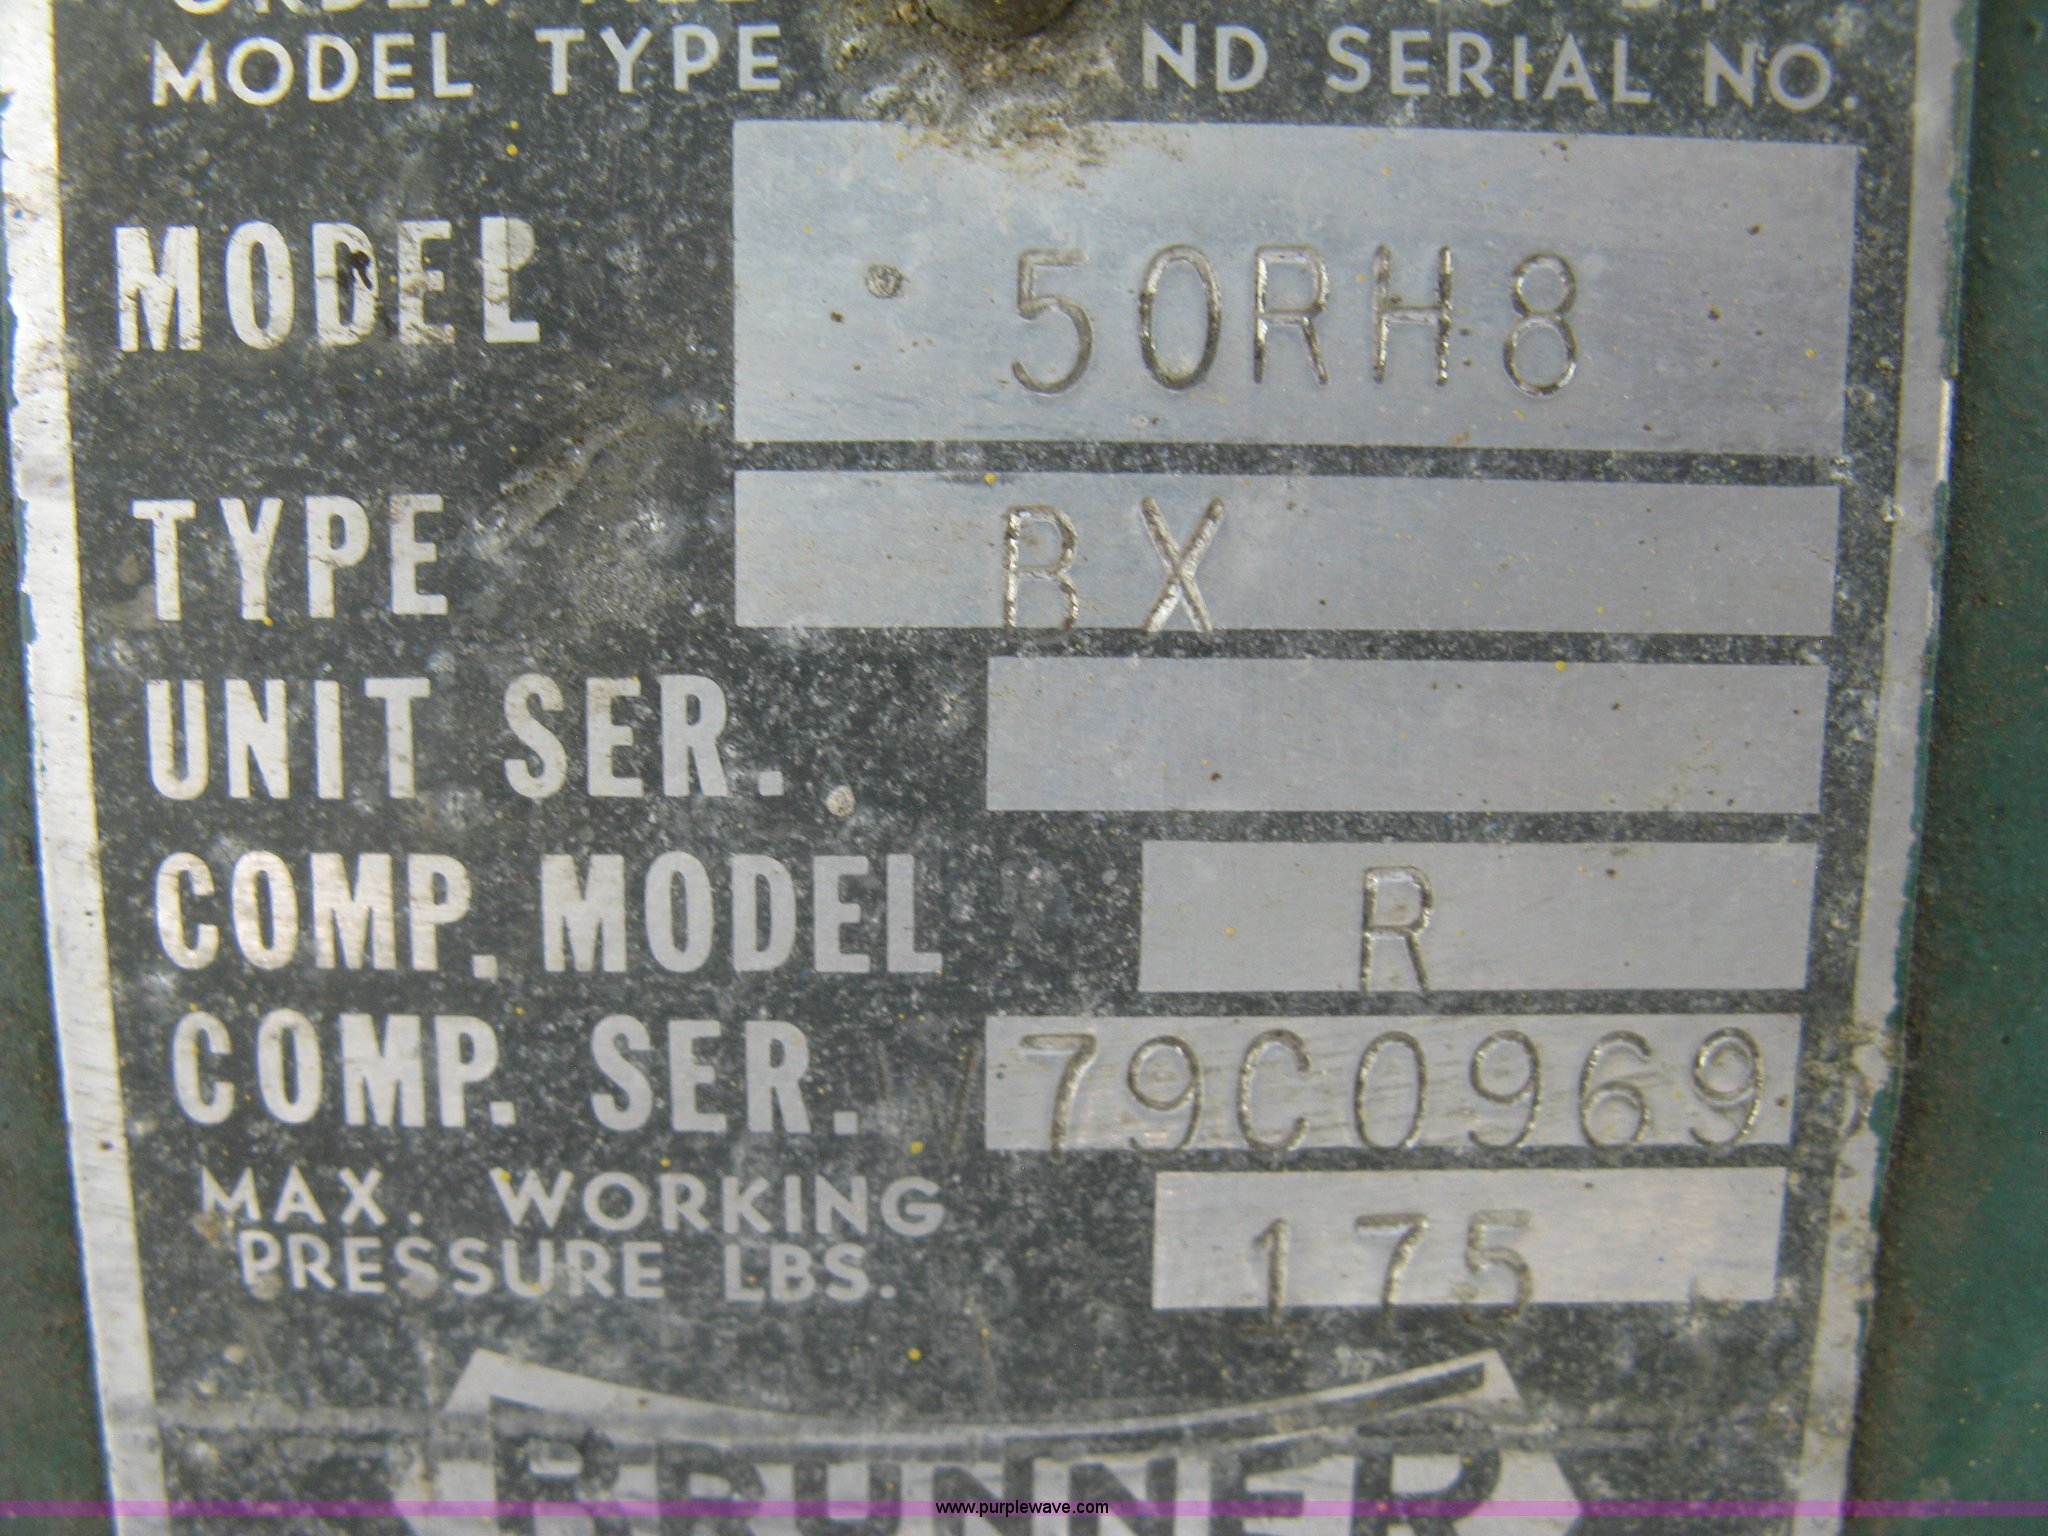 MODEL TYPE ND SERIAL NO.
MODEL 50RH8
TYPE BX
UNIT SER.
COMP. MODEL R
COMP. SER. 79C0969
MAX. WORKING
PRESSURE LBS. 175
BRUNNER
www.purplewave.com